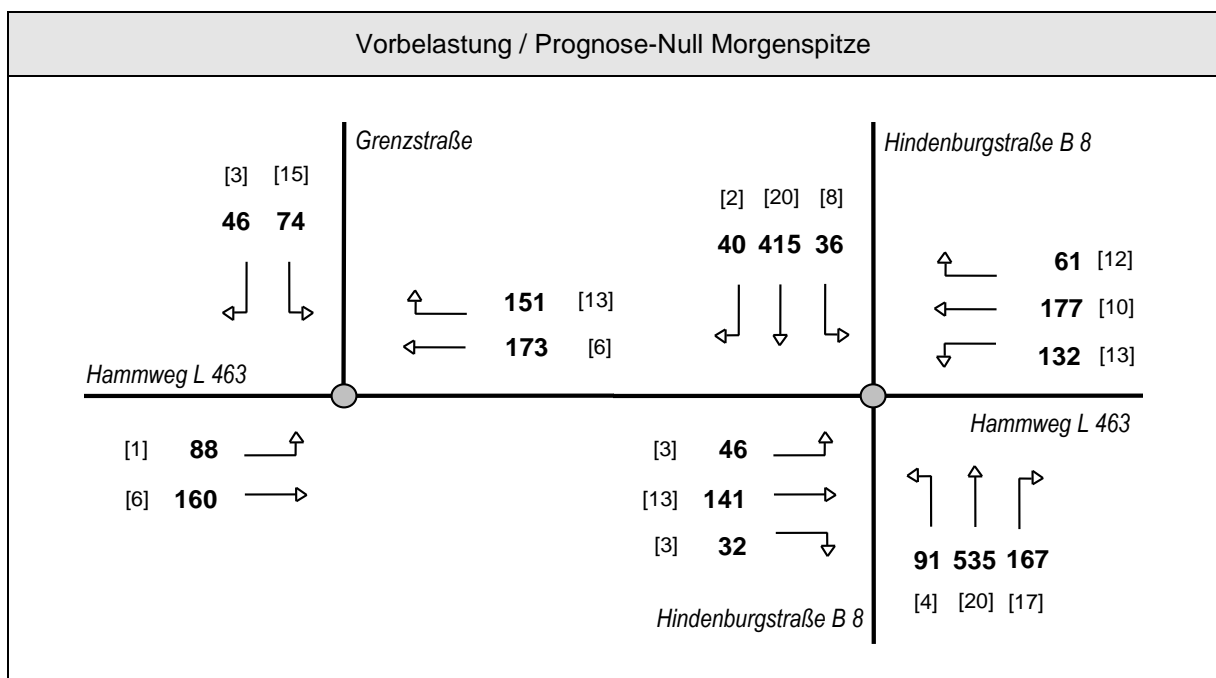 Vorbelastung / Prognose-Null Morgenspitze
Grenzstraße
[3] [15]
46 74
151 [13]
173 [6]
Hammweg L 463
[1] 88
[6] 160
Hindenburgstraße B 8
[2] [20] [8]
40 415 36
61 [12]
177 [10]
132 [13]
Hammweg L 463
[3] 46
[13] 141
[3] 32
91 535 167
[4] [20] [17]
Hindenburgstraße B 8